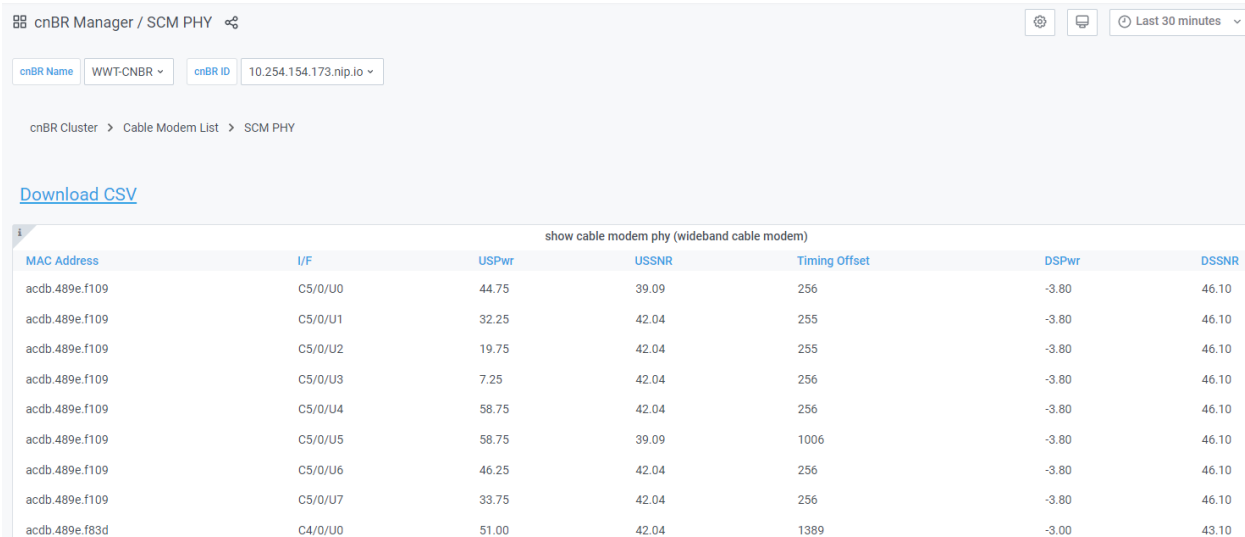 cnBR Manager / SCM PHY
Last 30 minutes
cnBR Name WWT-CNBR cnBR ID 10.254.154.173.nip.io
cnBR Cluster > Cable Modem List > SCM PHY
Download CSV
i
show cable modem phy (wideband cable modem)
MAC Address I/F USPwr USSNR Timing Offset DSPwr DSSNR
acdb.489e.f109 C5/0/U0 44.75 39.09 256 -3.80 46.10
acdb.489e.f109 C5/0/U1 32.25 42.04 255 -3.80 46.10
acdb.489e.f109 C5/0/U2 19.75 42.04 255 -3.80 46.10
acdb.489e.f109 C5/0/U3 7.25 42.04 256 -3.80 46.10
acdb.489e.f109 C5/0/U4 58.75 42.04 256 -3.80 46.10
acdb.489e.f109 C5/0/U5 58.75 39.09 1006 -3.80 46.10
acdb.489e.f109 C5/0/U6 46.25 42.04 256 -3.80 46.10
acdb.489e.f109 C5/0/U7 33.75 42.04 256 -3.80 46.10
acdb.489e.f83d C4/0/U0 51.00 42.04 1389 -3.00 43.10